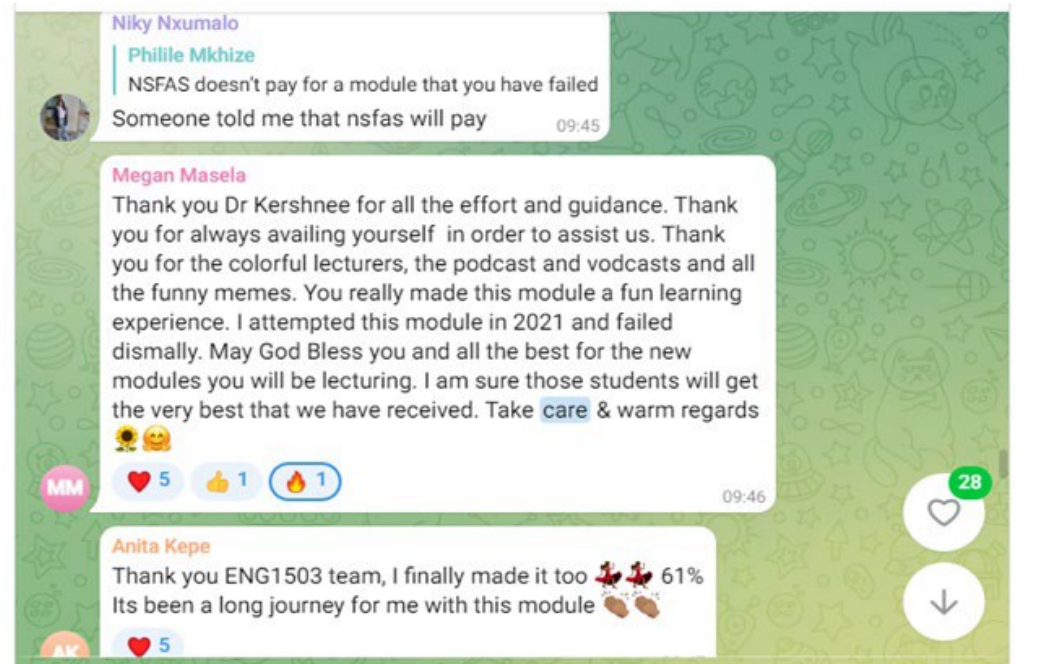 Niky Nxumalo
Philile Mkhize
NSFAS doesn't pay for a module that you have failed
Someone told me that nsfas will pay
09:45
Megan Masela
Thank you Dr Kershnee for all the effort and guidance. Thank
you for always availing yourself in order to assist us. Thank
you for the colorful lecturers, the podcast and vodcasts and all
the funny memes. You really made this module a fun learning
experience. I attempted this module in 2021 and failed
dismally. May God Bless you and all the best for the new
modules you will be lecturing. I am sure those students will get
the very best that we have received. Take care & warm regards
🌻🤗
MM
❤️ 5 👍 1 🔥 1
09:46
28
Anita Kepe
Thank you ENG1503 team, I finally made it too 💃🏾💃🏾 61%
Its been a long journey for me with this module 👏🏽👏🏽
AK
❤️ 5